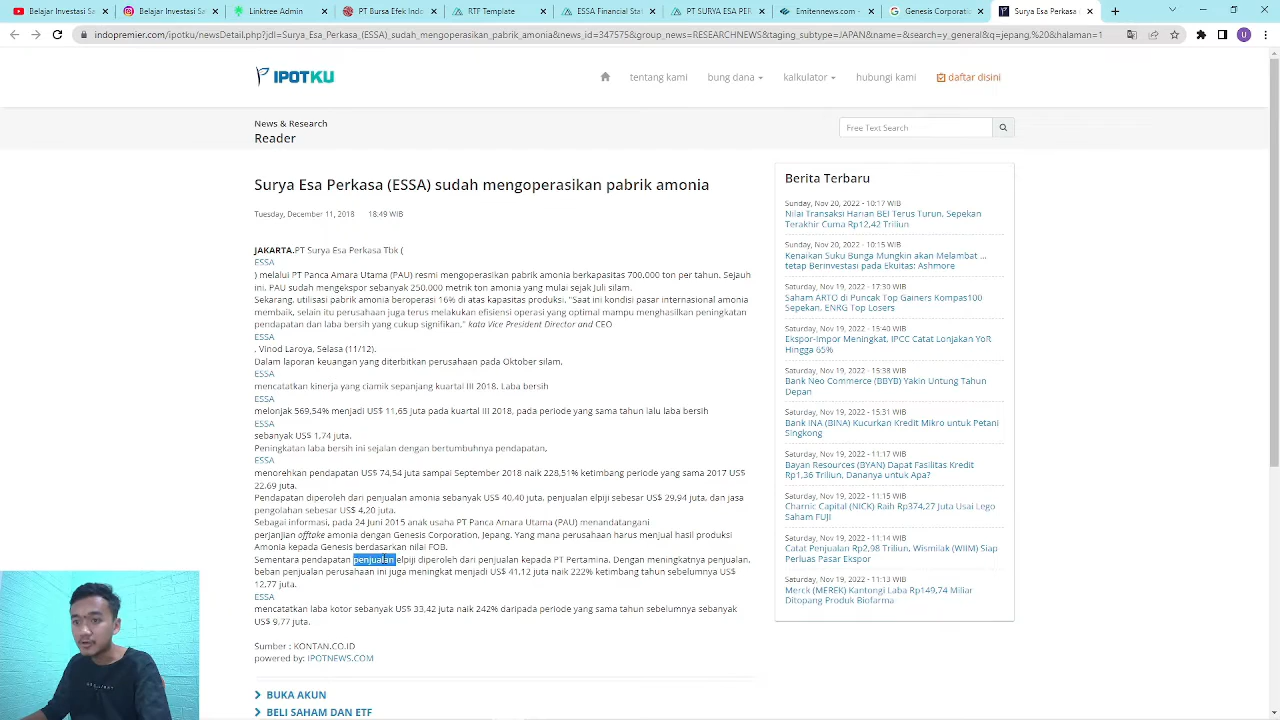 Belajar Investasi Sa
Belajar Investasi Sa
Linktree Admin
PT Bursa Efek Indo
RTF Template
ESSA Financial Sta
PT SURYA ESA PER
Emitennews.com -
Genesis Corporatio
Surya Esa Perkasa (E
indopremier.com/ipotku/newsDetail.php?jdl=Surya_Esa_Perkasa_(ESSA)_sudah_mengoperasikan_pabrik_amonia&news_id=347575&group_news=RESEARCHNEWS&taging_subtype=JAPAN&name=&search=y_general&q=jepang,%20&halaman=1
IPOTKU
tentang kami
bung dana
kalkulator
hubungi kami
daftar disini
News & Research
Reader
Free Text Search
Surya Esa Perkasa (ESSA) sudah mengoperasikan pabrik amonia
Tuesday, December 11, 2018 18:49 WIB
JAKARTA.PT Surya Esa Perkasa Tbk (
ESSA
) melalui PT Panca Amara Utama (PAU) resmi mengoperasikan pabrik amonia berkapasitas 700.000 ton per tahun. Sejauh
ini, PAU sudah mengekspor sebanyak 250.000 metrik ton amonia yang mulai sejak Juli silam.
Sekarang, utilisasi pabrik amonia beroperasi 16% di atas kapasitas produksi. "Saat ini kondisi pasar internasional amonia
membaik, selain itu perusahaan juga terus melakukan efisiensi operasi yang optimal mampu menghasilkan peningkatan
pendapatan dan laba bersih yang cukup signifikan," kata Vice President Director and CEO
ESSA
, Vinod Laroya, Selasa (11/12).
Dalam laporan keuangan yang diterbitkan perusahaan pada Oktober silam,
ESSA
mencatatkan kinerja yang ciamik sepanjang kuartal III 2018. Laba bersih
ESSA
melonjak 569,54% menjadi US$ 11,65 juta pada kuartal III 2018, pada periode yang sama tahun lalu laba bersih
ESSA
sebanyak US$ 1,74 juta.
Peningkatan laba bersih ini sejalan dengan bertumbuhnya pendapatan,
ESSA
menorehkan pendapatan US$ 74,54 juta sampai September 2018 naik 228,51% ketimbang periode yang sama 2017 US$
22,69 juta.
Pendapatan diperoleh dari penjualan amonia sebanyak US$ 40,40 juta, penjualan elpiji sebesar US$ 29,94 juta, dan jasa
pengolahan sebesar US$ 4,20 juta.
Sebagai informasi, pada 24 Juni 2015 anak usaha PT Panca Amara Utama (PAU) menandatangani
perjanjian offtake amonia dengan Genesis Corporation, Jepang. Yang mana perusahaan harus menjual hasil produksi
Amonia kepada Genesis berdasarkan nilai FOB.
Sementara pendapatan penjualan elpiji diperoleh dari penjualan kepada PT Pertamina. Dengan meningkatnya penjualan,
beban penjualan perusahaan ini juga meningkat menjadi US$ 41,12 juta naik 222% ketimbang tahun sebelumnya US$
12,77 juta.
ESSA
mencatatkan laba kotor sebanyak US$ 33,42 juta naik 242% daripada periode yang sama tahun sebelumnya sebanyak
US$ 9,77 juta.
Sumber : KONTAN.CO.ID
powered by: IPOTNEWS.COM
BUKA AKUN
BELI SAHAM DAN ETF
Berita Terbaru
Sunday, Nov 20, 2022 - 10:17 WIB
Nilai Transaksi Harian BEI Terus Turun, Sepekan
Terakhir Cuma Rp12,42 Triliun
Sunday, Nov 20, 2022 - 10:15 WIB
Kenaikan Suku Bunga Mungkin akan Melambat ...
tetap Berinvestasi pada Ekuitas: Ashmore
Saturday, Nov 19, 2022 - 17:30 WIB
Saham ARTO di Puncak Top Gainers Kompas100
Sepekan, ENRG Top Losers
Saturday, Nov 19, 2022 - 15:40 WIB
Ekspor-Impor Meningkat, IPCC Catat Lonjakan YoR
Hingga 65%
Saturday, Nov 19, 2022 - 15:38 WIB
Bank Neo Commerce (BBYB) Yakin Untung Tahun
Depan
Saturday, Nov 19, 2022 - 15:31 WIB
Bank INA (BINA) Kucurkan Kredit Mikro untuk Petani
Singkong
Saturday, Nov 19, 2022 - 11:17 WIB
Bayan Resources (BYAN) Dapat Fasilitas Kredit
Rp1,36 Triliun, Dananya untuk Apa?
Saturday, Nov 19, 2022 - 11:15 WIB
Charnic Capital (NICK) Raih Rp374,27 Juta Usai Lego
Saham FUJI
Saturday, Nov 19, 2022 - 11:14 WIB
Catat Penjualan Rp2,98 Triliun, Wismilak (WIIM) Siap
Perluas Pasar Ekspor
Saturday, Nov 19, 2022 - 11:13 WIB
Merck (MEREK) Kantongi Laba Rp149,74 Miliar
Ditopang Produk Biofarma